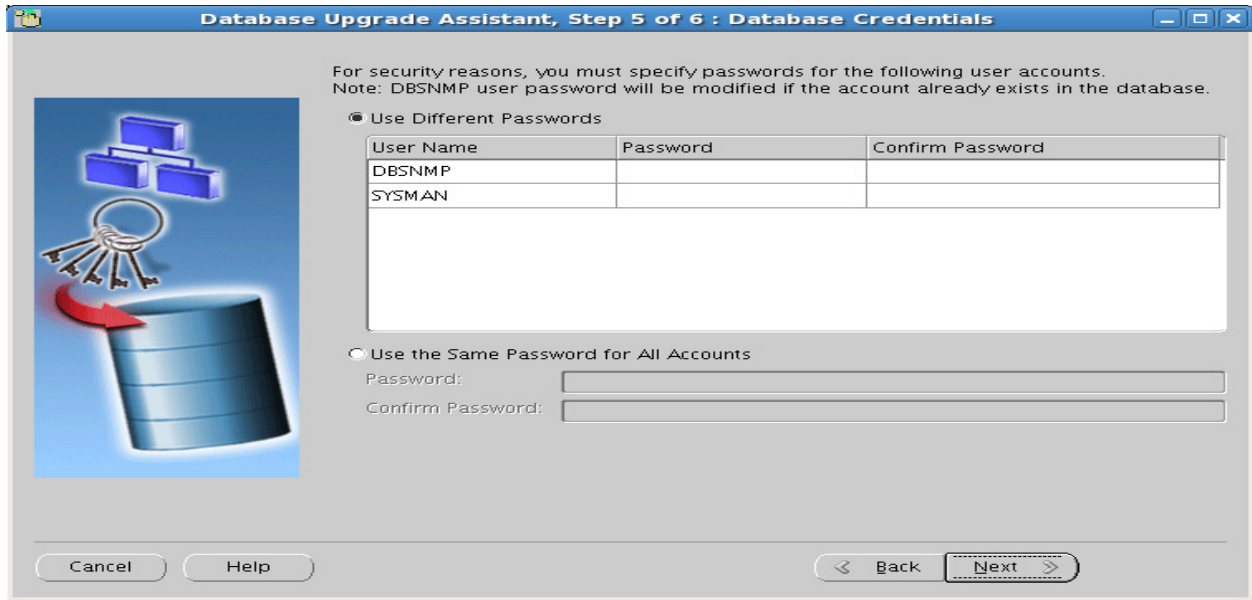 Database Upgrade Assistant, Step 5 of 6 : Database Credentials
For security reasons, you must specify passwords for the following user accounts.
Note: DBSNMP user password will be modified if the account already exists in the database.
Use Different Passwords
User Name Password Confirm Password
DBSNMP
SYSMAN
Use the Same Password for All Accounts
Password:
Confirm Password:
Cancel Help Back Next